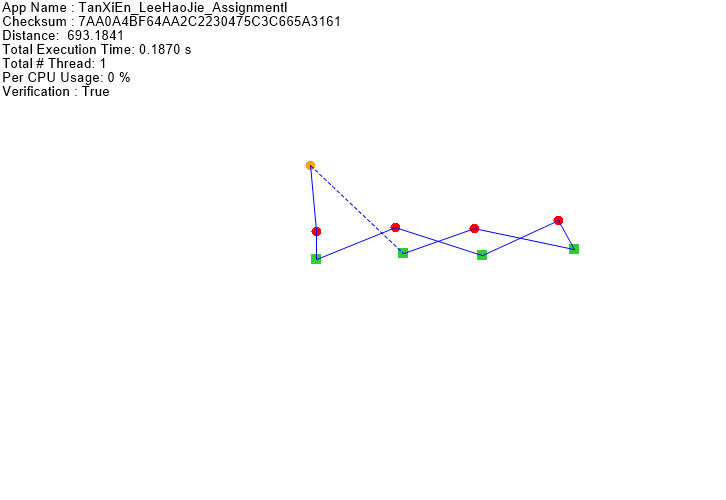 App Name : TanXiEn_LeeHaoJie_AssignmentI
Checksum : 7AA0A4BF64AA2C2230475C3C665A3161
Distance:  693.1841
Total Execution Time: 0.1870 s
Total # Thread: 1
Per CPU Usage: 0 %
Verification : True